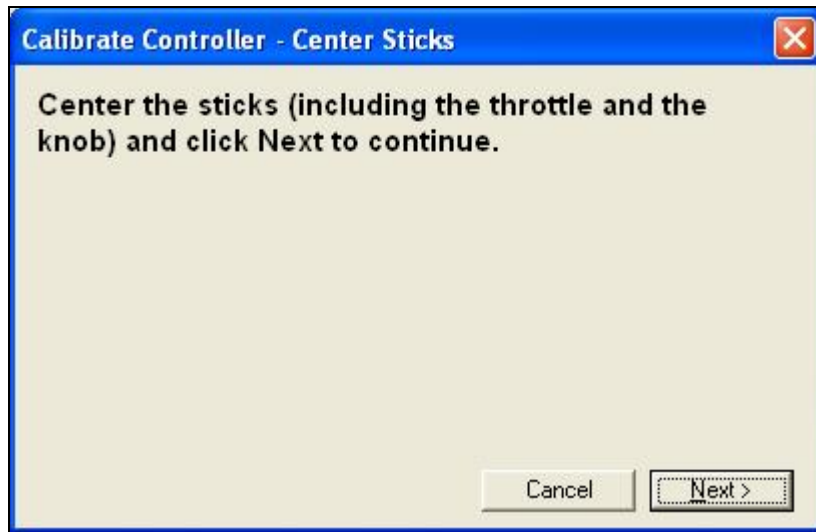 Calibrate Controller - Center Sticks
Center the sticks (including the throttle and the
knob) and click Next to continue.
Cancel
Next >